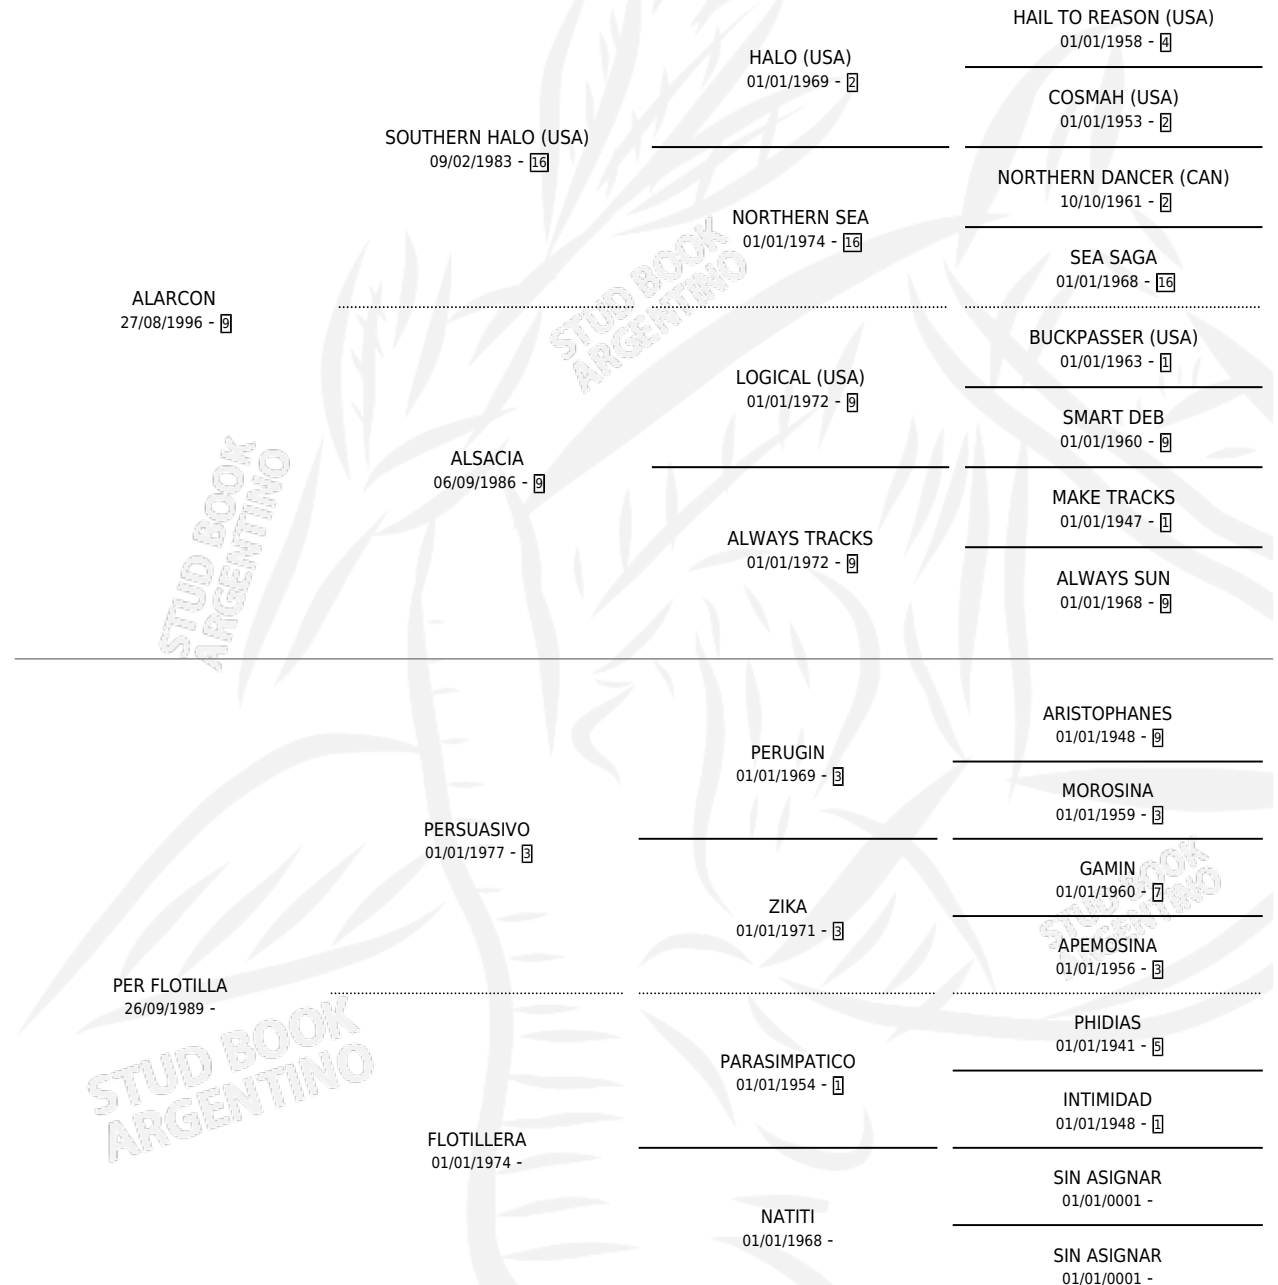 HAIL TO REASON (USA)
01/01/1958 - 4
HALO (USA)
01/01/1969 - 2
COSMAH (USA)
01/01/1953 - 2
SOUTHERN HALO (USA)
09/02/1983 - 16
NORTHERN DANCER (CAN)
10/10/1961 - 2
NORTHERN SEA
01/01/1974 - 16
SEA SAGA
01/01/1968 - 16
ALARCON
27/08/1996 - 9
STUD BOOK
ARGENTINO
BUCKPASSER (USA)
01/01/1963 - 1
LOGICAL (USA)
01/01/1972 - 9
SMART DEB
01/01/1960 - 9
ALSACIA
06/09/1986 - 9
MAKE TRACKS
01/01/1947 - 1
ALWAYS TRACKS
01/01/1972 - 9
ALWAYS SUN
01/01/1968 - 9
STUD BOOK
ARGENTINO
ARISTOPHANES
01/01/1948 - 9
PERUGIN
01/01/1969 - 3
MOROSINA
01/01/1959 - 3
PERSUASIVO
01/01/1977 - 3
GAMIN
01/01/1960 - 7
ZIKA
01/01/1971 - 3
STUD BOOK
ARGENTINO
APEMOSINA
01/01/1956 - 3
PER FLOTILLA
26/09/1989 -
STUD BOOK
ARGENTINO
PHIDIAS
01/01/1941 - 5
PARASIMPATICO
01/01/1954 - 1
INTIMIDAD
01/01/1948 - 1
FLOTILLERA
01/01/1974 -
SIN ASIGNAR
01/01/0001 -
NATITI
01/01/1968 -
SIN ASIGNAR
01/01/0001 -